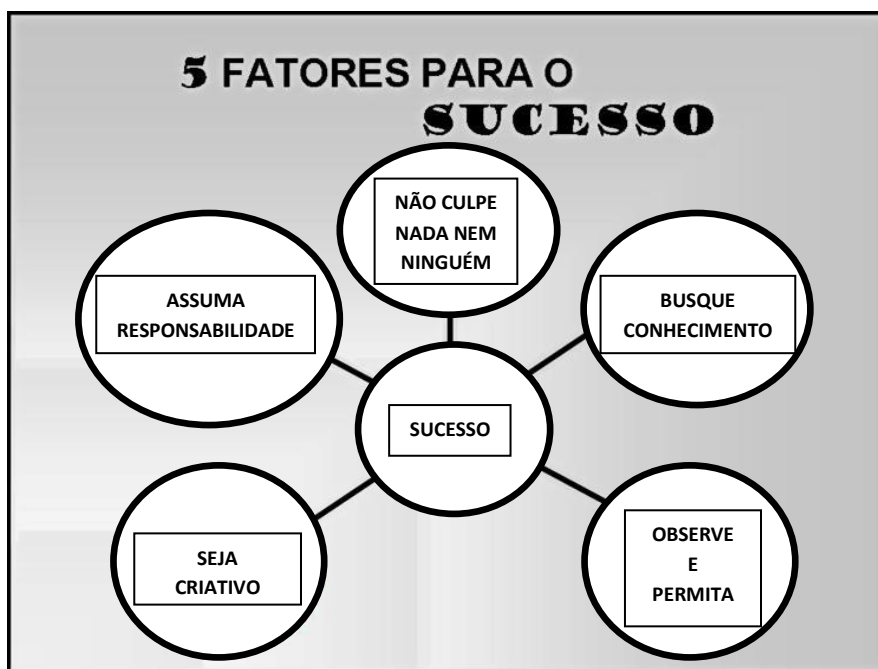 5 FATORES PARA O
SUCESSO
NÃO CULPE
NADA NEM
NINGUÉM
ASSUMA
RESPONSABILIDADE
BUSQUE
CONHECIMENTO
SUCESSO
SEJA
CRIATIVO
OBSERVE
E
PERMITA